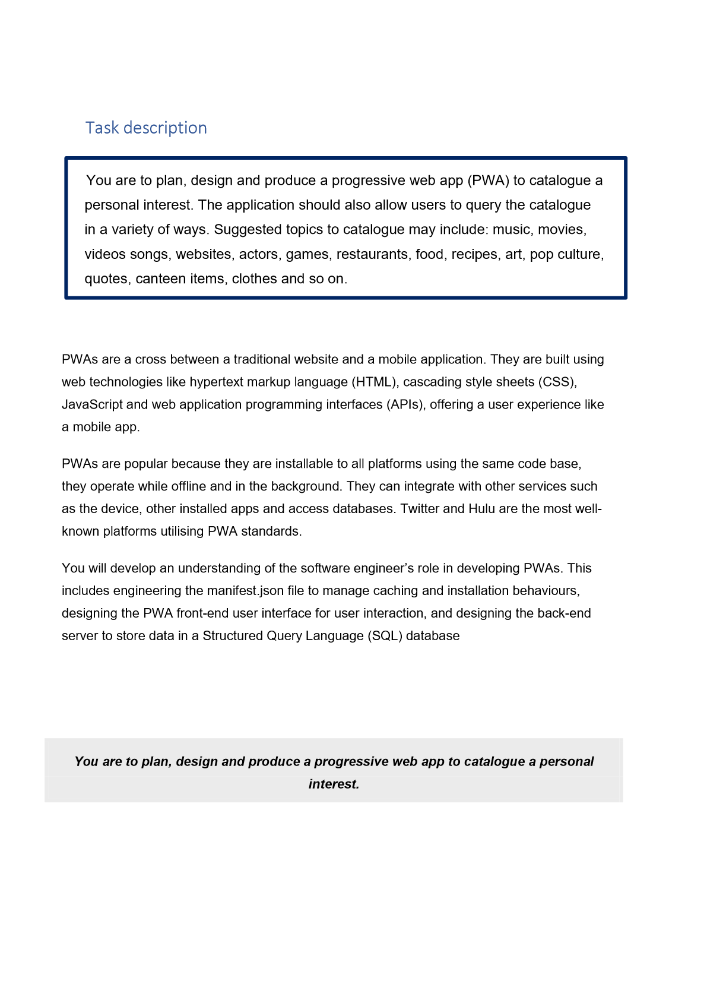 Task description
You are to plan, design and produce a progressive web app (PWA) to catalogue a
personal interest. The application should also allow users to query the catalogue
in a variety of ways. Suggested topics to catalogue may include: music, movies,
videos songs, websites, actors, games, restaurants, food, recipes, art, pop culture,
quotes, canteen items, clothes and so on.
PWAs are a cross between a traditional website and a mobile application. They are built using
web technologies like hypertext markup language (HTML), cascading style sheets (CSS),
JavaScript and web application programming interfaces (APIs), offering a user experience like
a mobile app.
PWAs are popular because they are installable to all platforms using the same code base,
they operate while offline and in the background. They can integrate with other services such
as the device, other installed apps and access databases. Twitter and Hulu are the most well-
known platforms utilising PWA standards.
You will develop an understanding of the software engineer’s role in developing PWAs. This
includes engineering the manifest.json file to manage caching and installation behaviours,
designing the PWA front-end user interface for user interaction, and designing the back-end
server to store data in a Structured Query Language (SQL) database
You are to plan, design and produce a progressive web app to catalogue a personal
interest.